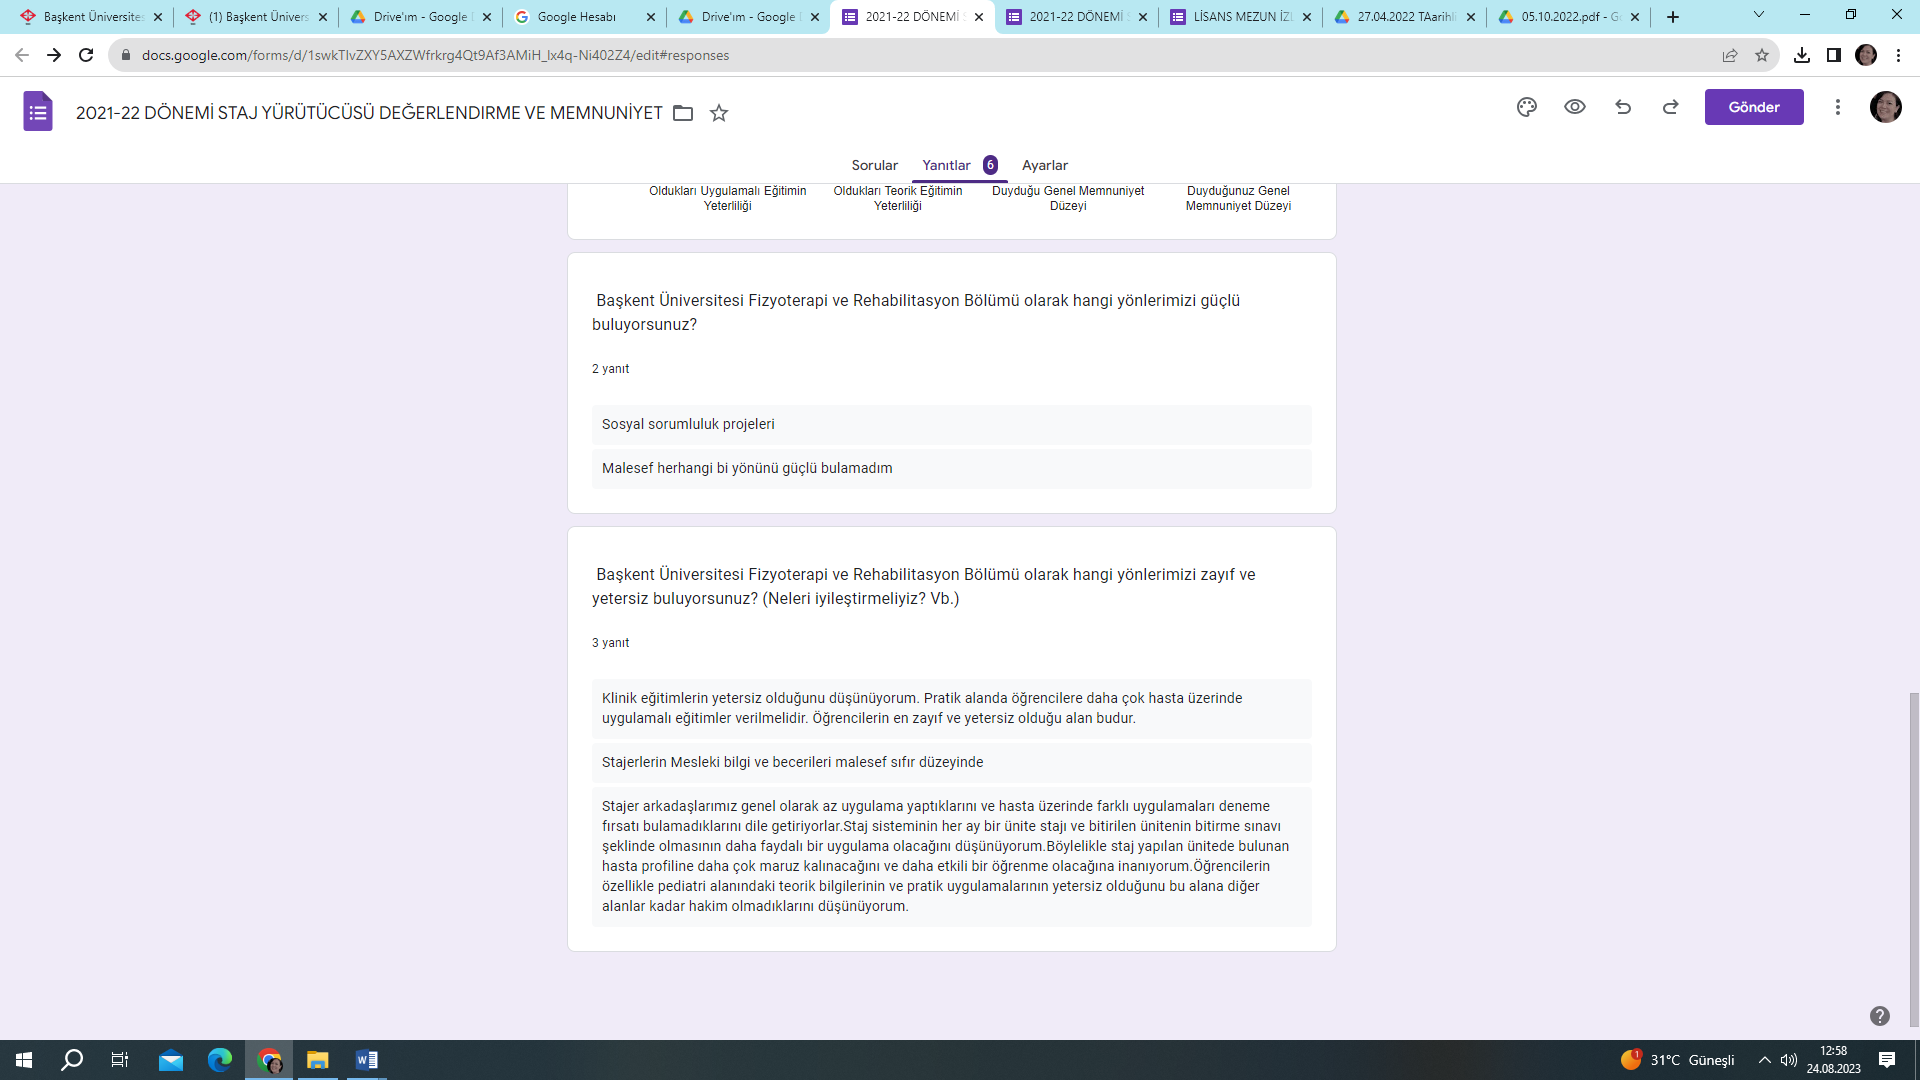 Başkent Üniversites
(1) Başkent Ünivers
Drive'ım - Google
Google Hesabı
Drive'ım - Google
2021-22 DÖNEMİ
2021-22 DÖNEMİ
LİSANS MEZUN İZL
27.04.2022 TAarihli
05.10.2022.pdf - G
docs.google.com/forms/d/1swkTIvZXY5AXZWfrkrg4Qt9Af3AMiH_lx4q-Ni402Z4/edit#responses
2021-22 DÖNEMİ STAJ YÜRÜTÜCÜSÜ DEĞERLENDIRME VE MEMNUNİYET
Gönder
Sorular Yanıtlar 6 Ayarlar
Oldukları Uygulamalı Eğitimin Yeterliliği
Oldukları Teorik Eğitimin Yeterliliği
Duyduğu Genel Memnuniyet Düzeyi
Duyduğunuz Genel Memnuniyet Düzeyi
Başkent Üniversitesi Fizyoterapi ve Rehabilitasyon Bölümü olarak hangi yönlerimizi güçlü
buluyorsunuz?
2 yanıt
Sosyal sorumluluk projeleri
Malesef herhangi bi yönünü güçlü bulamadım
Başkent Üniversitesi Fizyoterapi ve Rehabilitasyon Bölümü olarak hangi yönlerimizi zayıf ve
yetersiz buluyorsunuz? (Neleri iyileştirmeliyiz? Vb.)
3 yanıt
Klinik eğitimlerin yetersiz olduğunu düşünüyorum. Pratik alanda öğrencilere daha çok hasta üzerinde
uygulamalı eğitimler verilmelidir. Öğrencilerin en zayıf ve yetersiz olduğu alan budur.
Stajerlerin Mesleki bilgi ve becerileri malesef sıfır düzeyinde
Stajer arkadaşlarımız genel olarak az uygulama yaptıklarını ve hasta üzerinde farklı uygulamaları deneme
fırsatı bulamadıklarını dile getiriyorlar.Staj sisteminin her ay bir ünite stajı ve bitirilen ünitenin bitirme sınavı
şeklinde olmasının daha faydalı bir uygulama olacağını düşünüyorum.Böylelikle staj yapılan ünitede bulunan
hasta profiline daha çok maruz kalınacağını ve daha etkili bir öğrenme olacağına inanıyorum.Öğrencilerin
özellikle pediatri alanındaki teorik bilgilerinin ve pratik uygulamalarının yetersiz olduğunu bu alana diğer
alanlar kadar hakim olmadıklarını düşünüyorum.
1
31°C Güneşli
12:58
24.08.2023